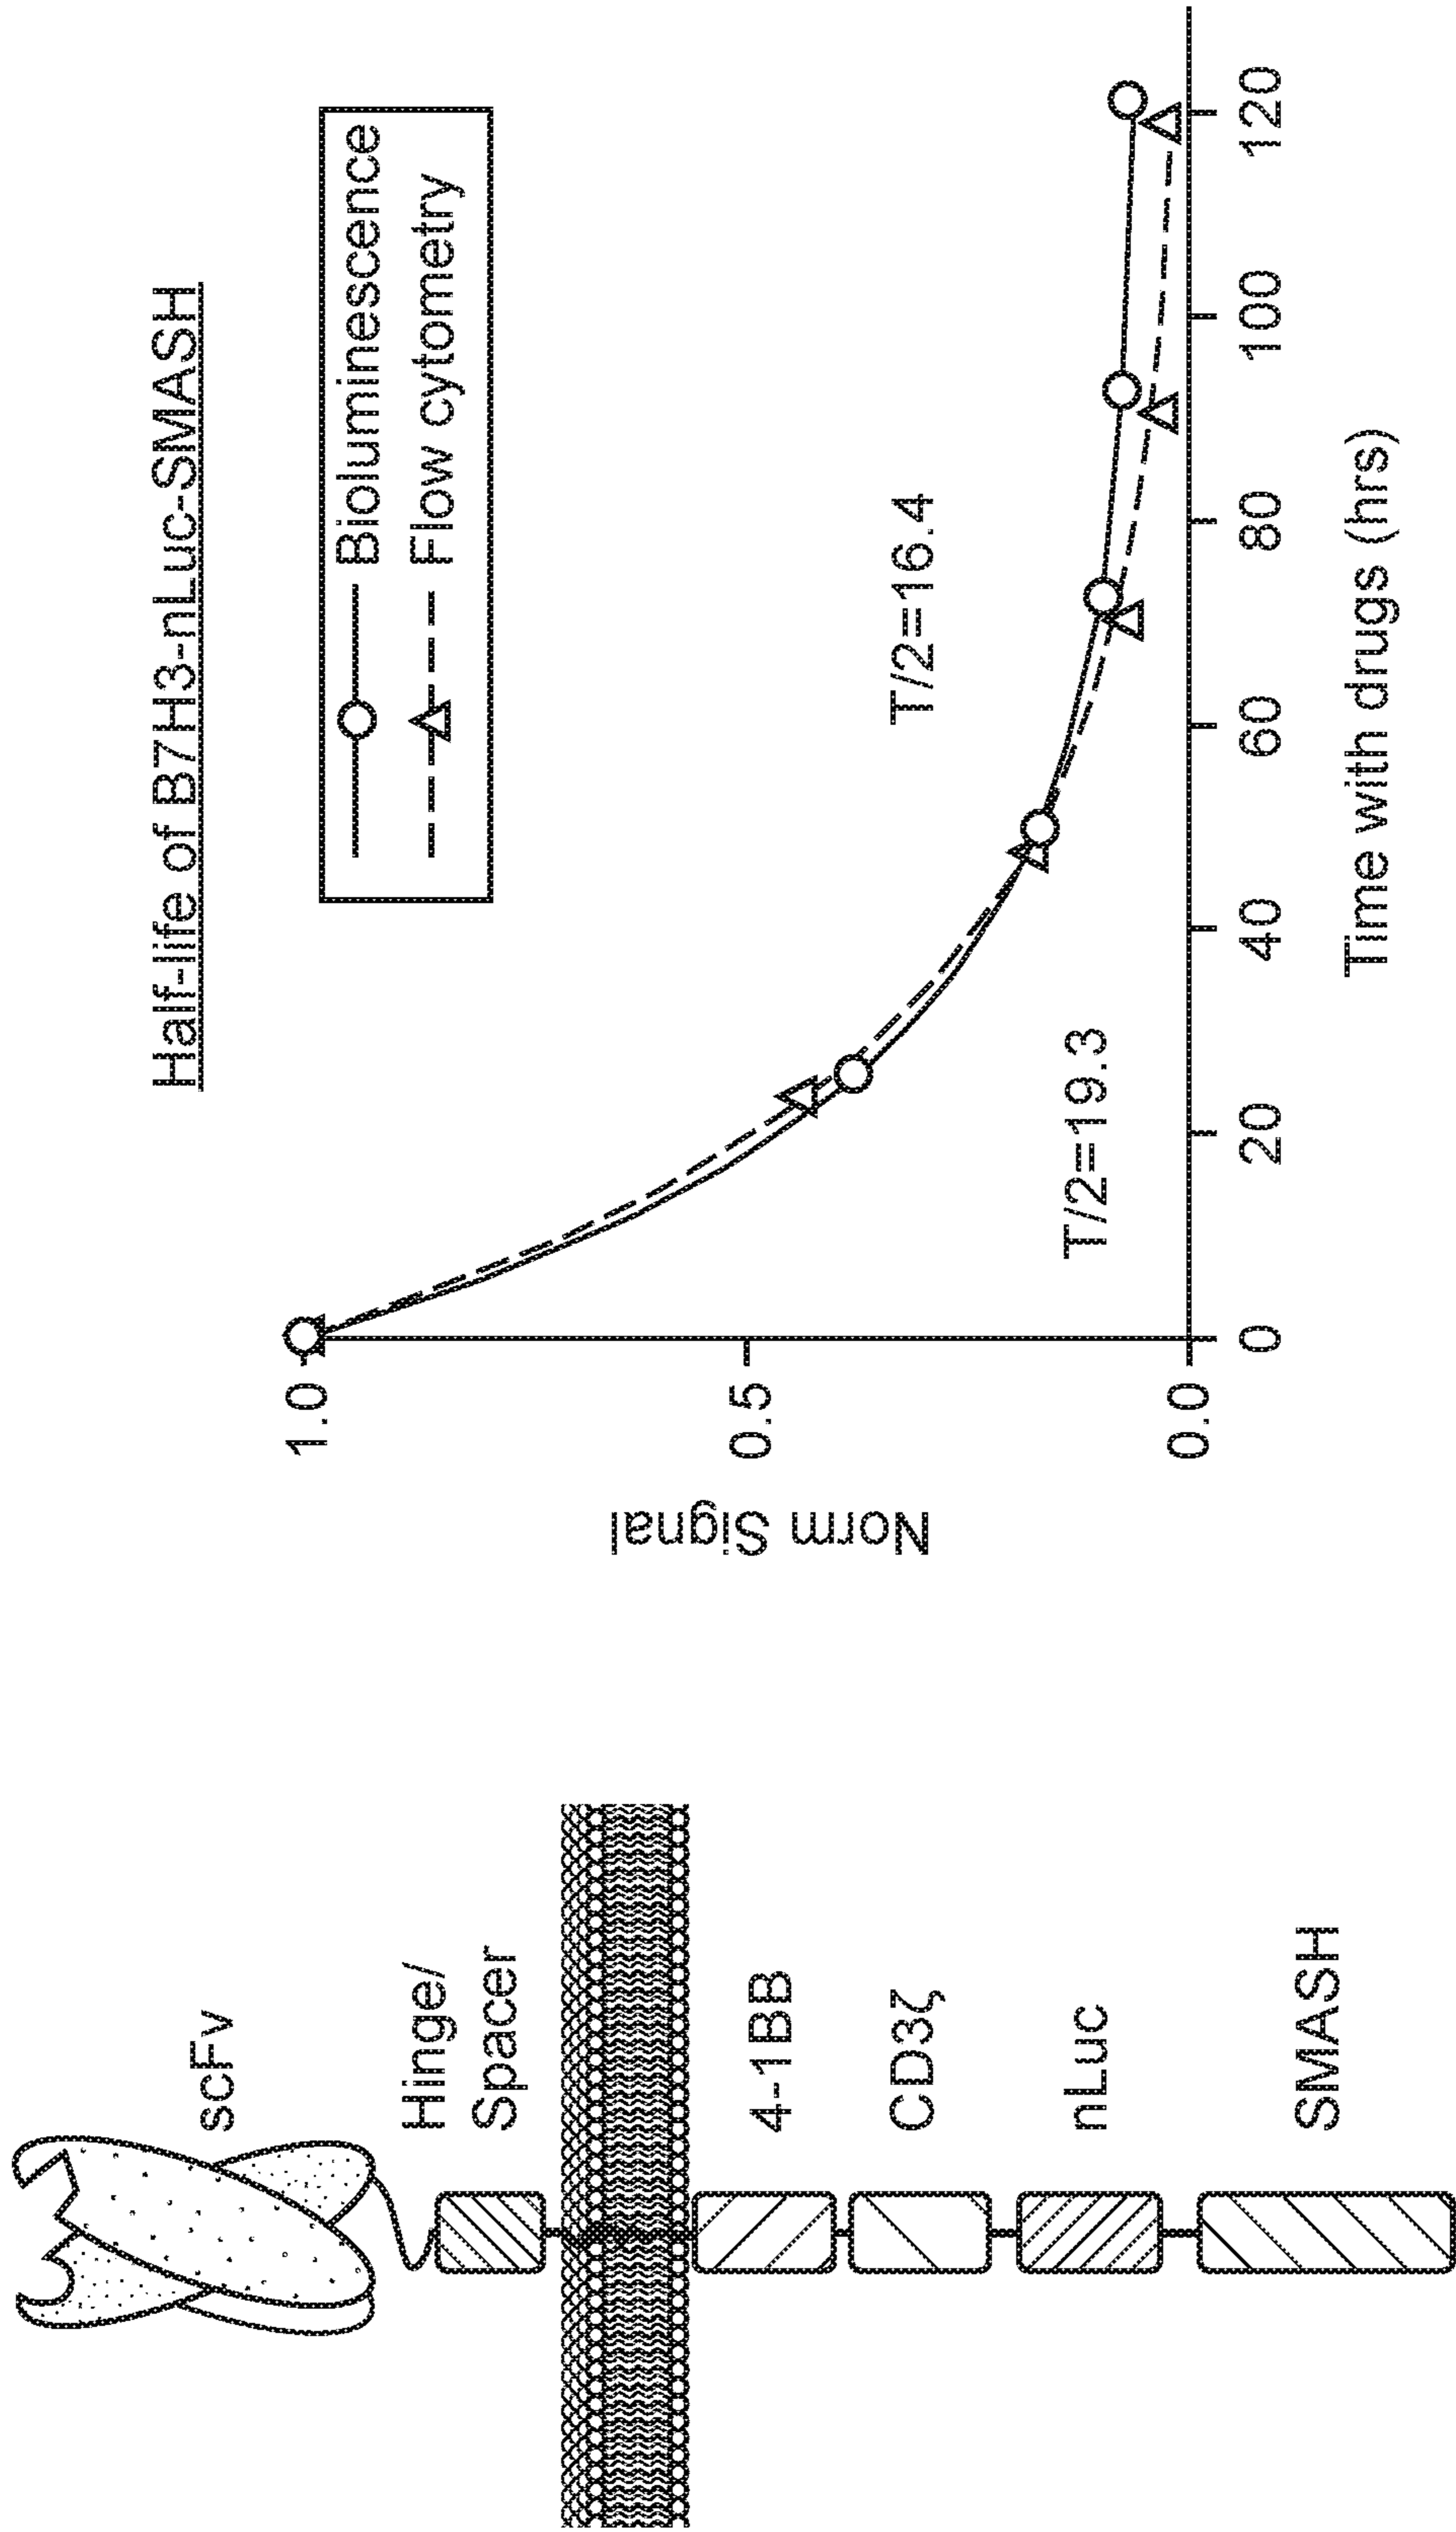 scFv
Hinge/
Spacer
4-1BB
CD3ζ
nLuc
SMASH
Half-life of B7H3-nLuc-SMASH
Bioluminescence
Flow cytometry
Norm Signal
1.0
0.5
0.0
T/2=16.4
T/2=19.3
0 20 40 60 80 100 120
Time with drugs (hrs)